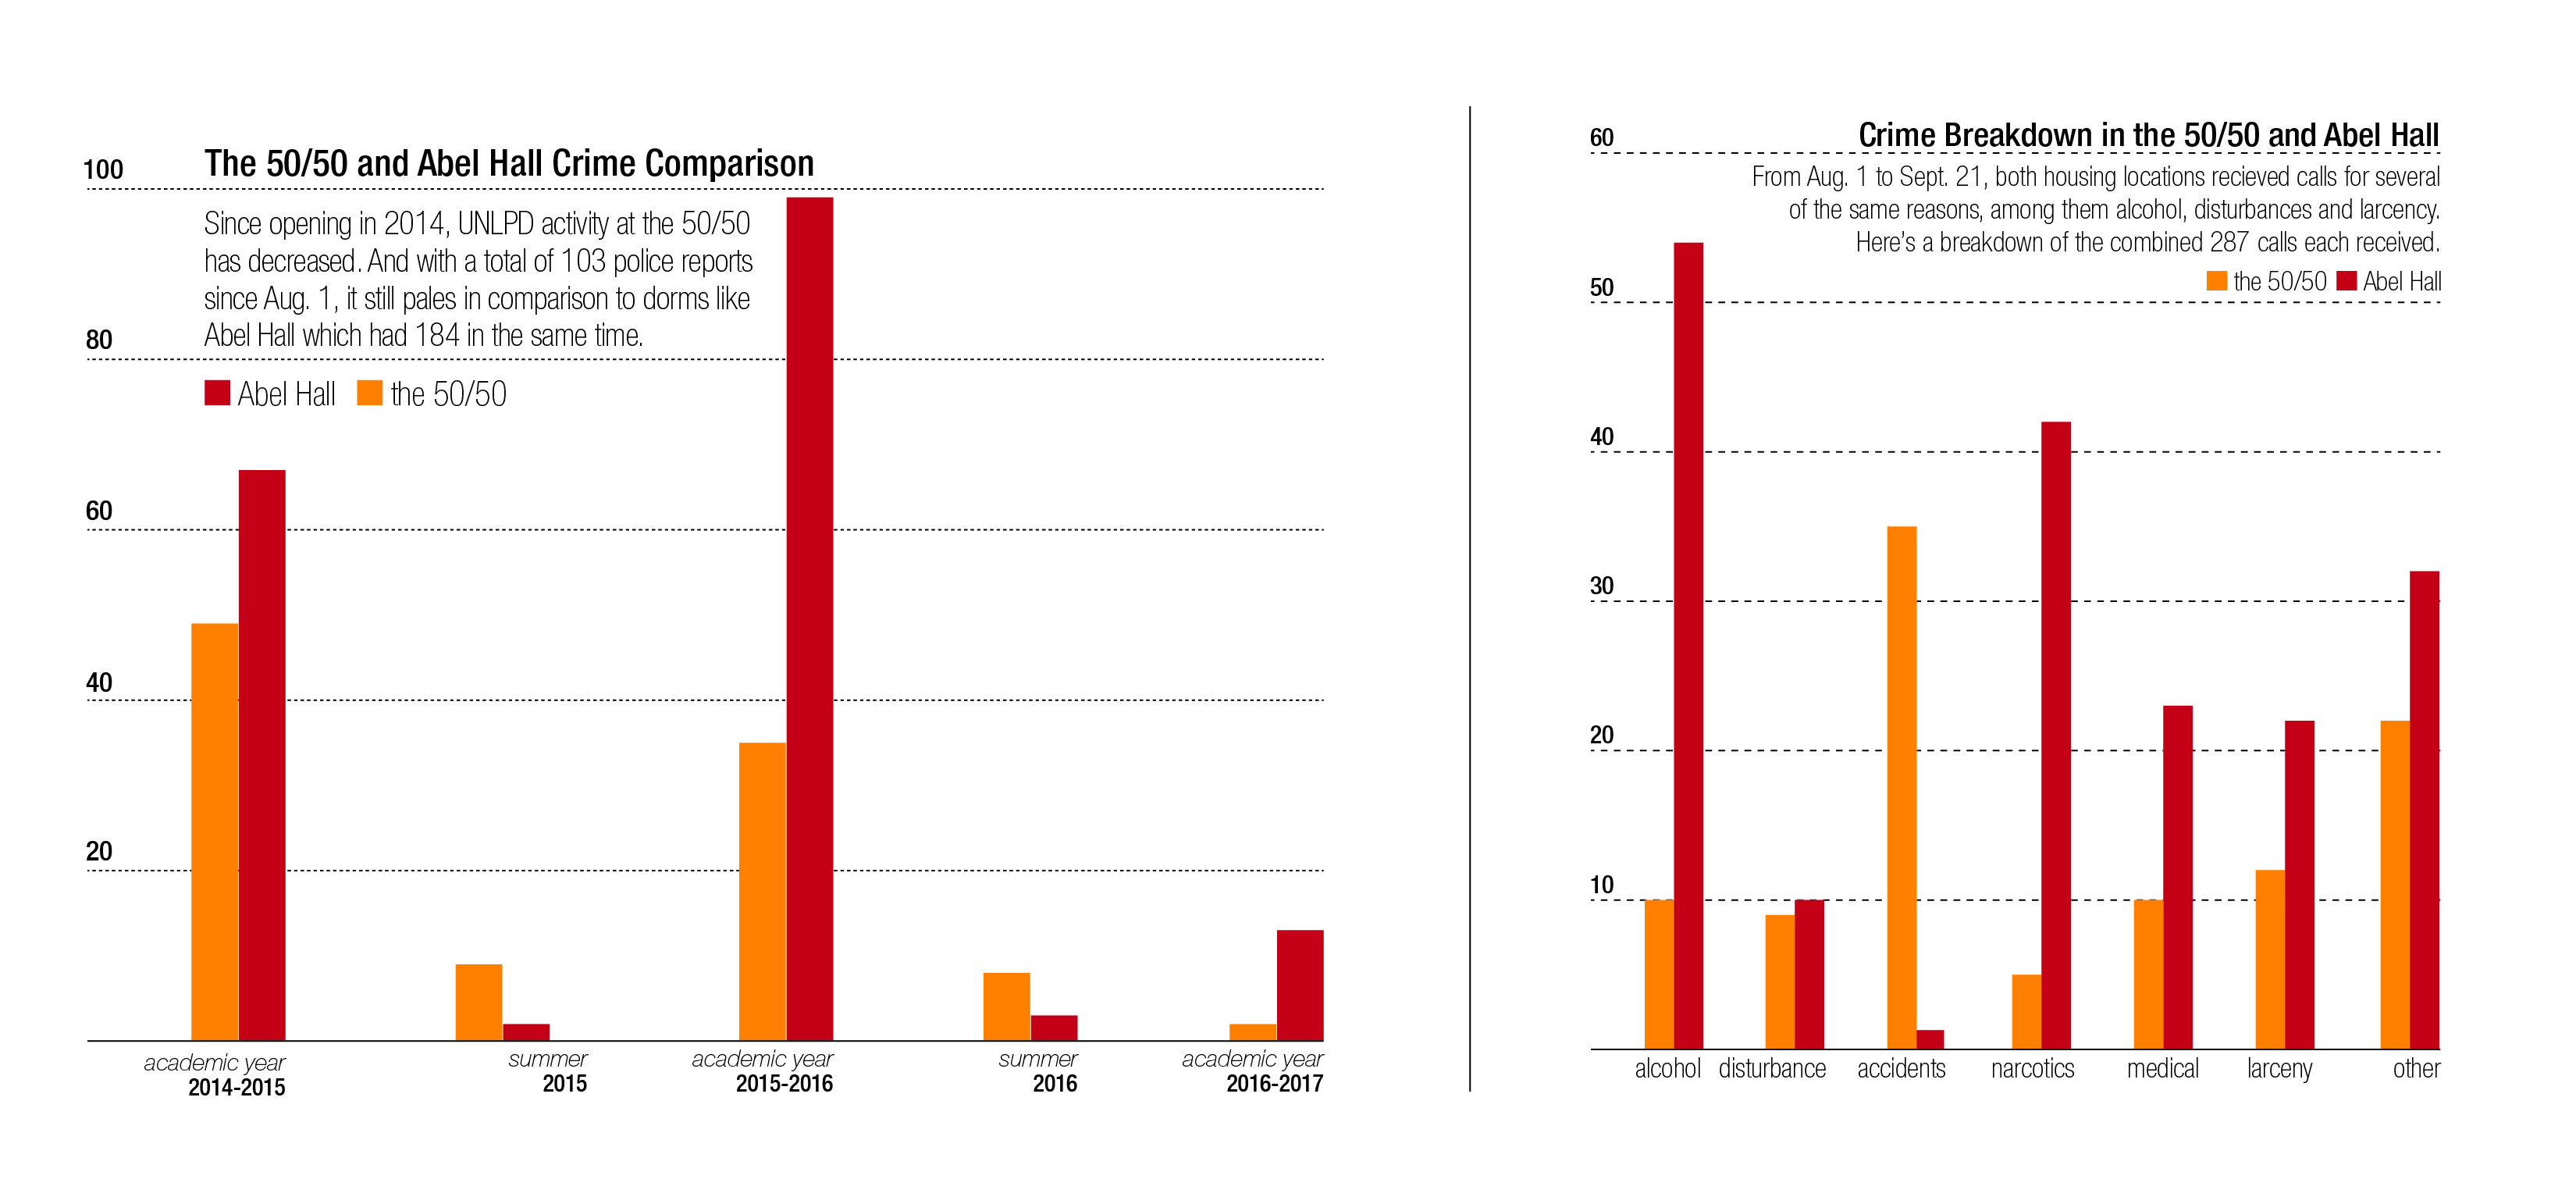 The 50/50 and Abel Hall Crime Comparison
Since opening in 2014, UNLPD activity at the 50/50
has decreased. And with a total of 103 police reports
since Aug. 1, it still pales in comparison to dorms like
Abel Hall which had 184 in the same time.
Abel Hall the 50/50
100
80
60
40
20
academic year
2014-2015
summer
2015
academic year
2015-2016
summer
2016
academic year
2016-2017
Crime Breakdown in the 50/50 and Abel Hall
From Aug. 1 to Sept. 21, both housing locations recieved calls for several
of the same reasons, among them alcohol, disturbances and larcency.
Here's a breakdown of the combined 287 calls each received.
the 50/50 Abel Hall
60
50
40
30
20
10
alcohol disturbance accidents narcotics medical larceny other